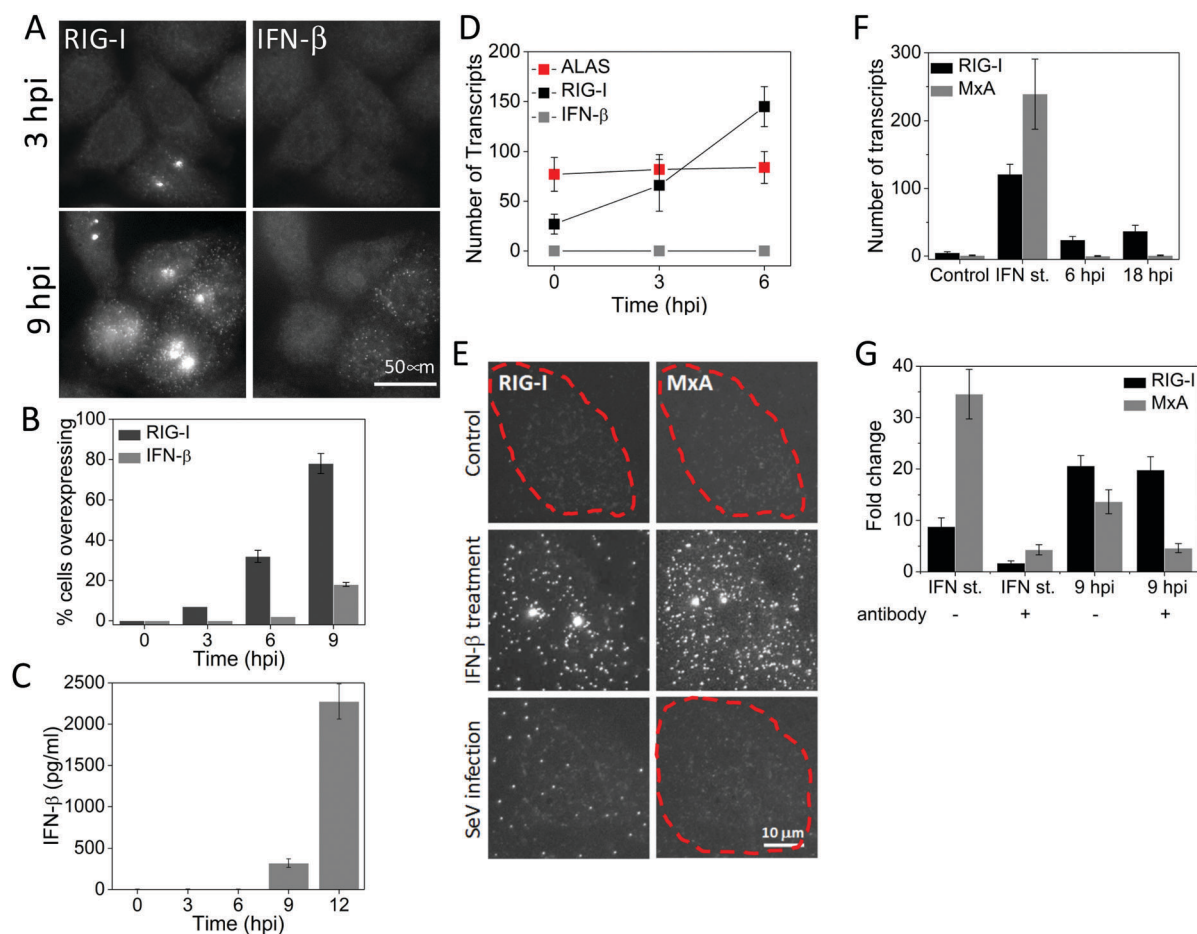 A
RIG-I
IFN-β
3 hpi
9 hpi
50∝m
B
% cells overexpressing
100
80
60
40
20
0
RIG-I
IFN-β
0 3 6 9
Time (hpi)
C
IFN-β (pg/ml)
2500
2000
1500
1000
500
0
0 3 6 9 12
Time (hpi)
D
Number of Transcripts
200
150
100
50
0
ALAS
RIG-I
IFN-β
0 3 6
Time (hpi)
E
RIG-I
MxA
Control
IFN-β treatment
SeV infection
10 μm
F
Number of transcripts
300
200
100
0
RIG-I
MxA
Control IFN st. 6 hpi 18 hpi
G
Fold change
40
30
20
10
0
RIG-I
MxA
IFN st. IFN st. 9 hpi 9 hpi
antibody - + - +